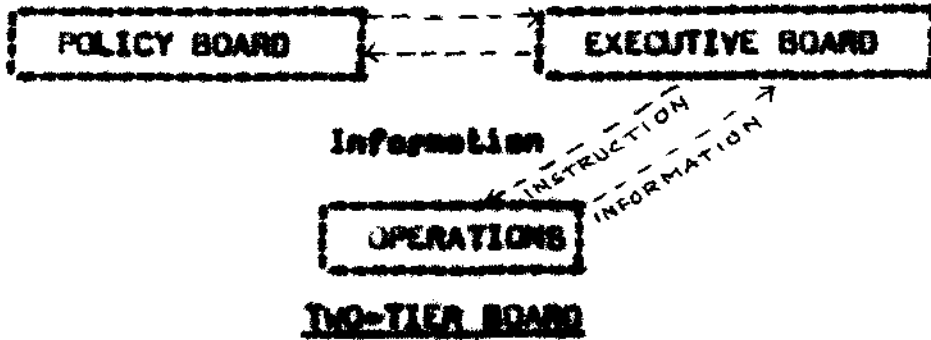 POLICY BOARD
EXECUTIVE BOARD
Information
INSTRUCTION
INFORMATION
OPERATIONS
TWO-TIER BOARD